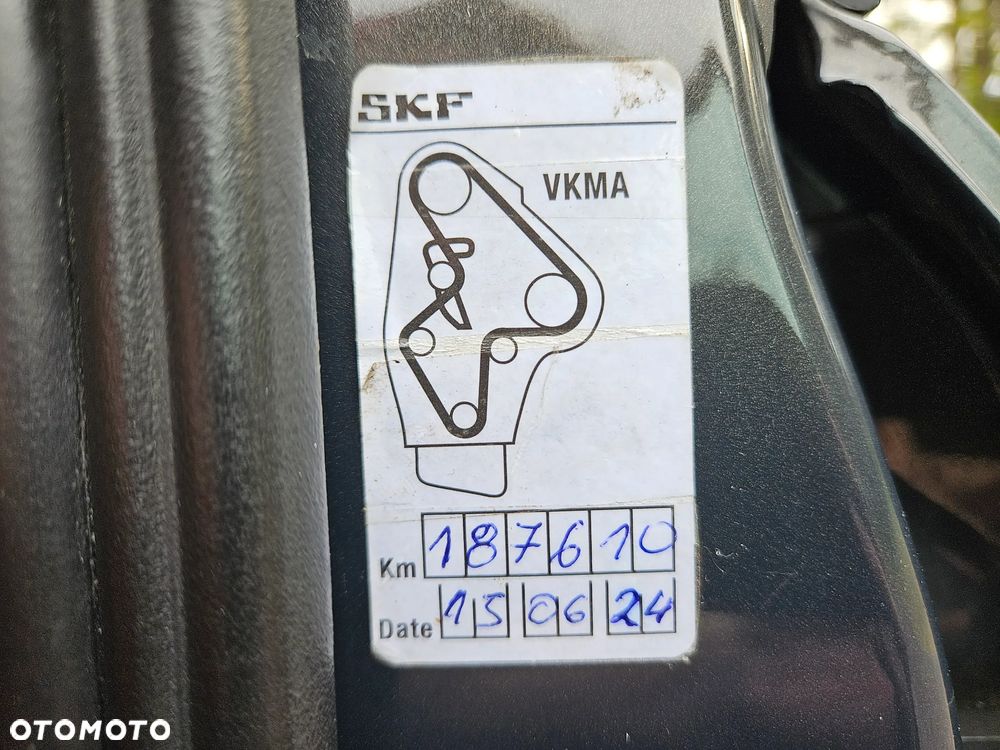 SKF
VKMA
Km 187610
Date 15 06 24
OTOMOTO